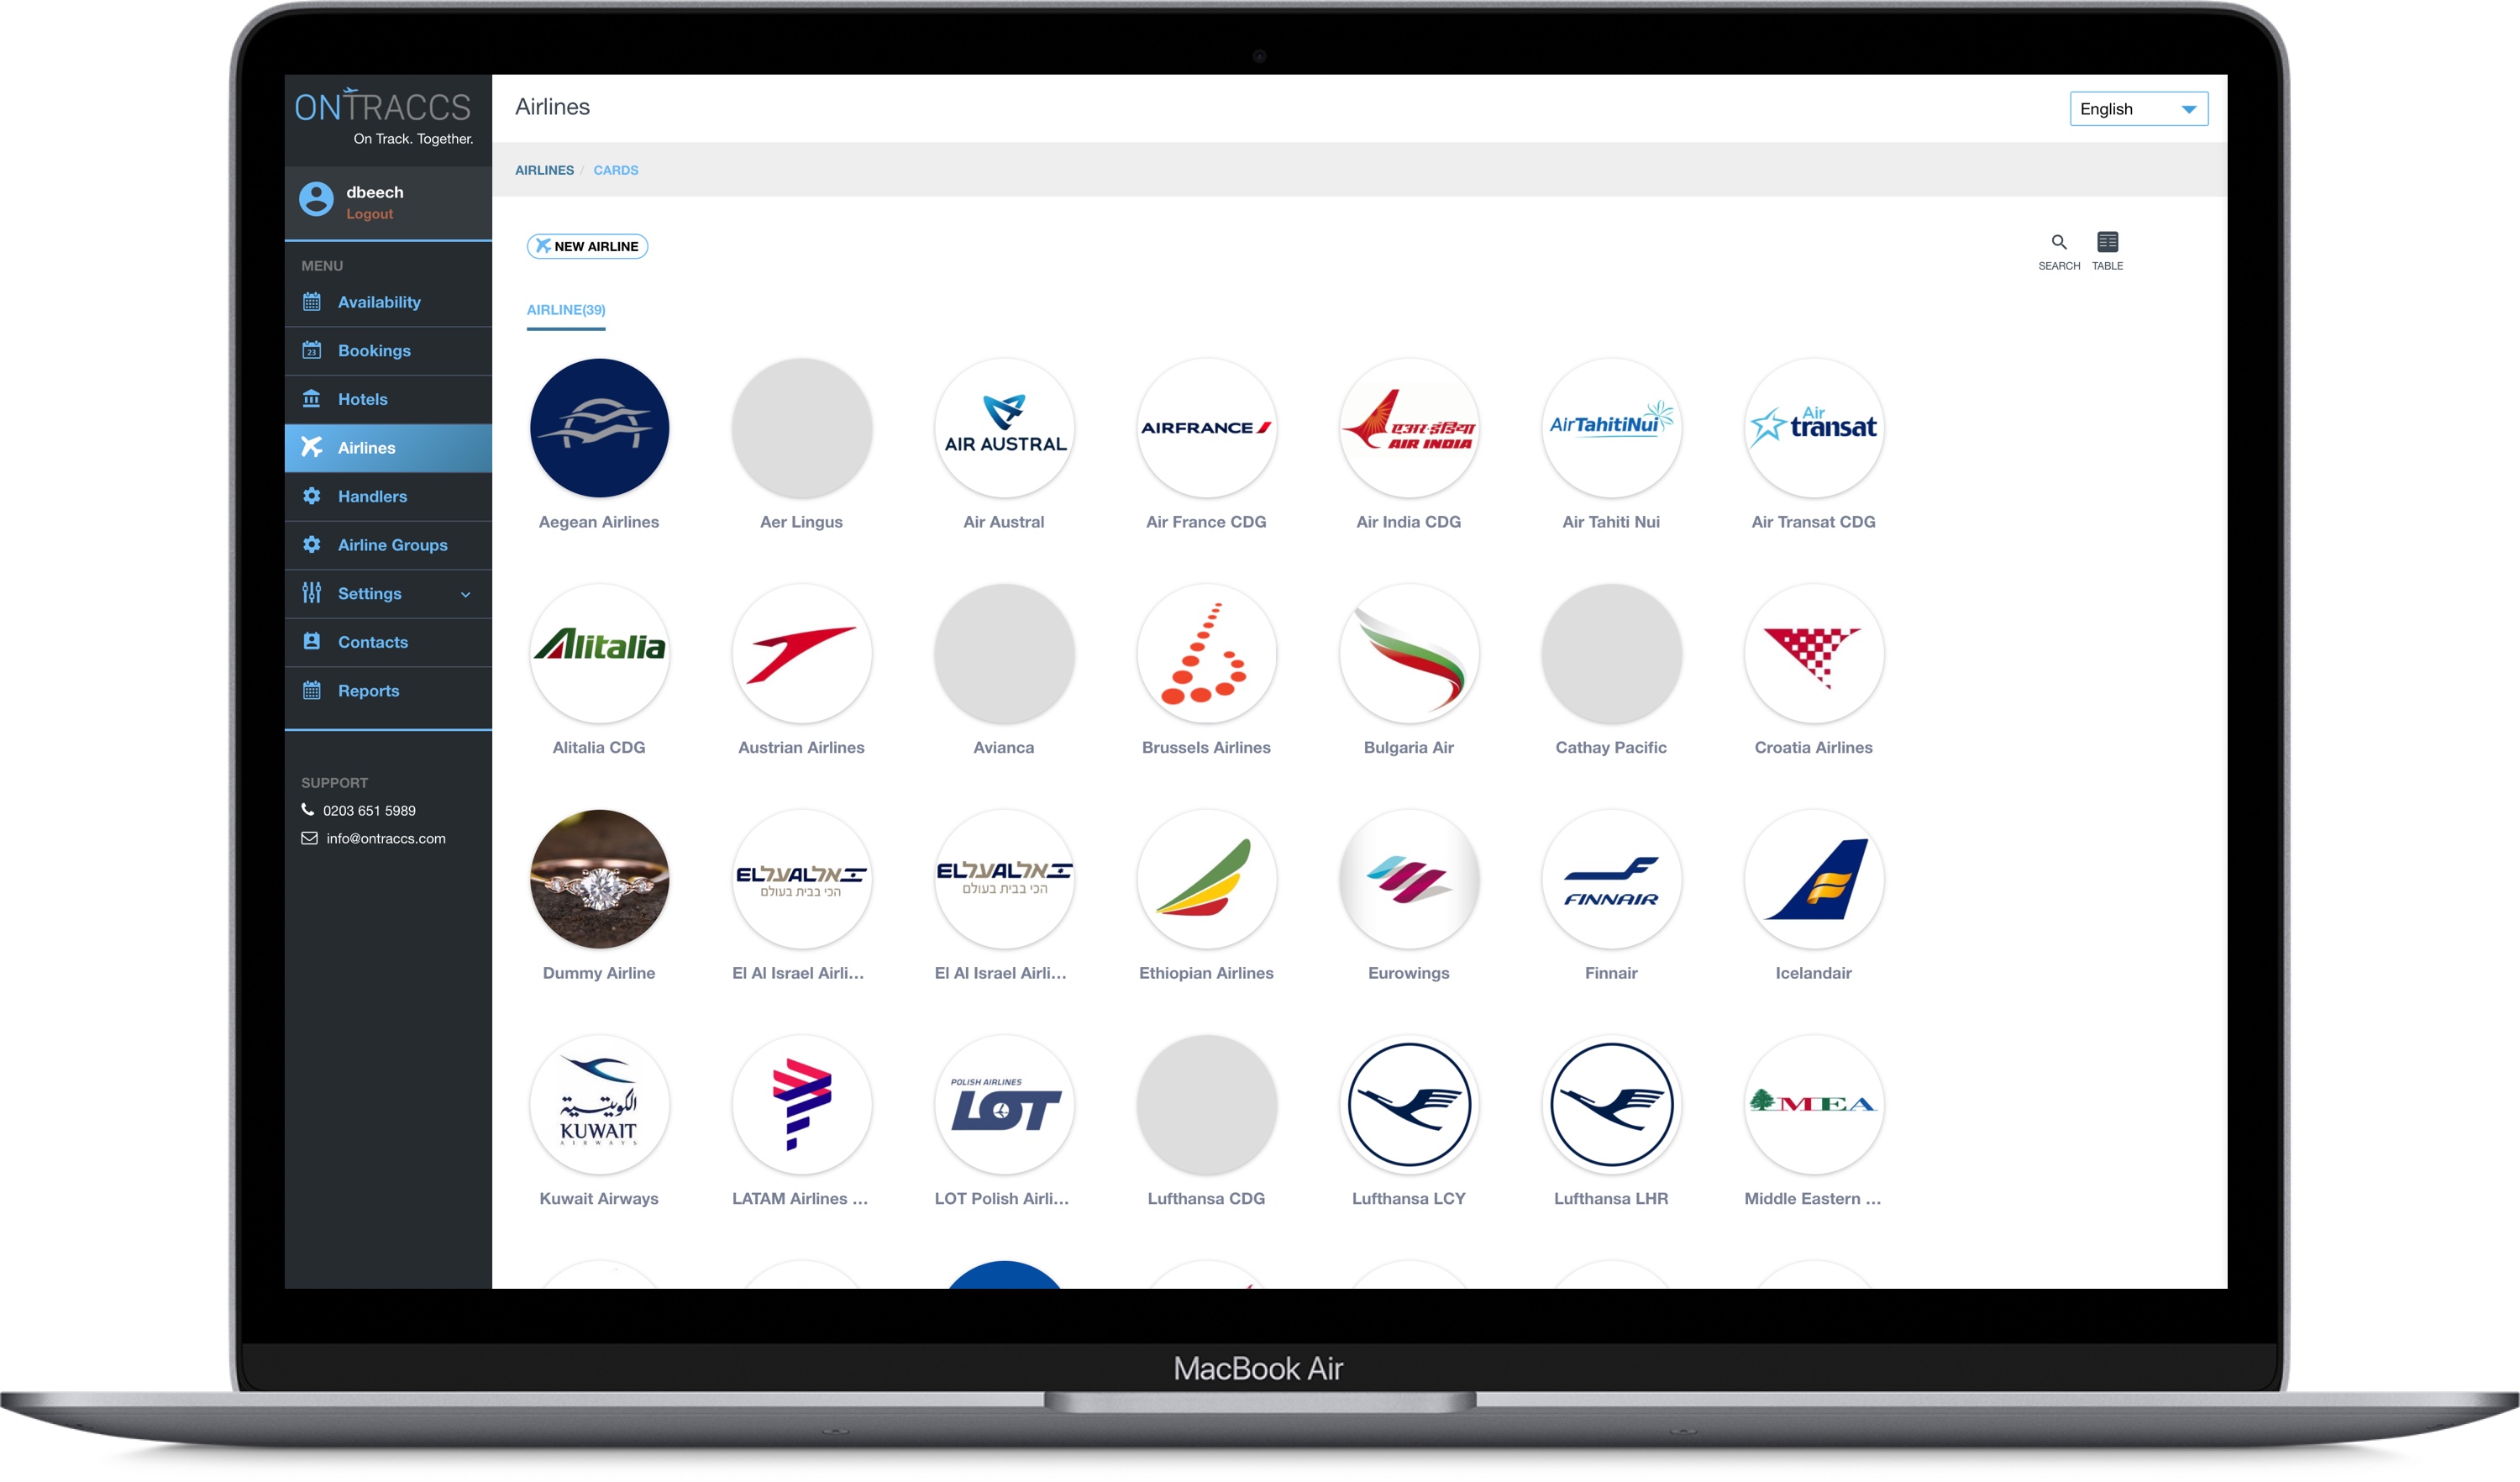 ONTRACCS
On Track. Together.
dbeech
Logout
MENU
Availability
23
Bookings
Hotels
Airlines
Handlers
Airline Groups
Settings
Contacts
Reports
SUPPORT
0203 651 5989
info@ontraccs.com
Airlines
English
AIRLINES / CARDS
NEW AIRLINE
SEARCH
TABLE
AIRLINE(39)
AIR AUSTRAL
AIRFRANCE
एअर-इंडिया
AIR INDIA
AirTahitiNui
Air
transat
Aegean Airlines
Aer Lingus
Air Austral
Air France CDG
Air India CDG
Air Tahiti Nui
Air Transat CDG
Alitalia
Alitalia CDG
Austrian Airlines
Avianca
Brussels Airlines
Bulgaria Air
Cathay Pacific
Croatia Airlines
ELאלעלAL
הכי בבית בעולם
ELאלעלAL
הכי בבית בעולם
FINNAIR
Dummy Airline
El Al Israel Airli...
El Al Israel Airli...
Ethiopian Airlines
Eurowings
Finnair
Icelandair
الكويتية
KUWAIT
AIRWAYS
POLISH AIRLINES
LOT
MEA
Kuwait Airways
LATAM Airlines ...
LOT Polish Airli...
Lufthansa CDG
Lufthansa LCY
Lufthansa LHR
Middle Eastern ...
MacBook Air